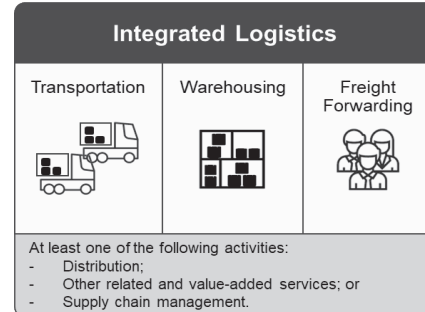 Integrated Logistics
Transportation
Warehousing
Freight
Forwarding
At least one of the following activities:
- Distribution;
- Other related and value-added services; or
- Supply chain management.